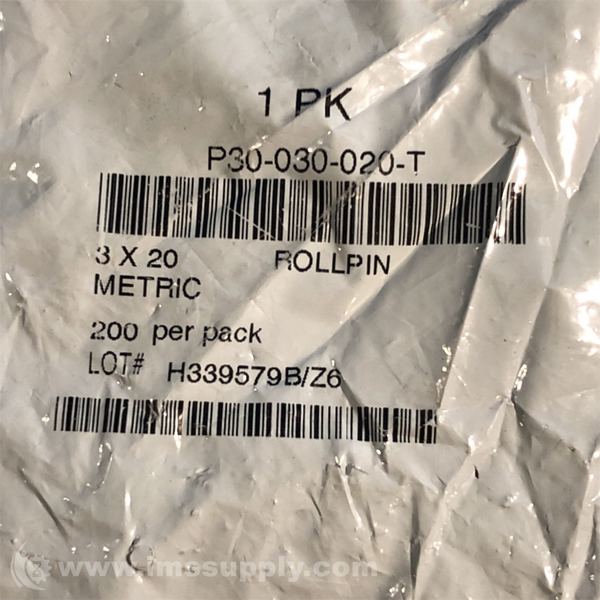 1 PK
P30-030-020-T
3 X 20 ROLLPIN
METRIC
200 per pack
LOT# H339579B/Z6
www.imssupply.com